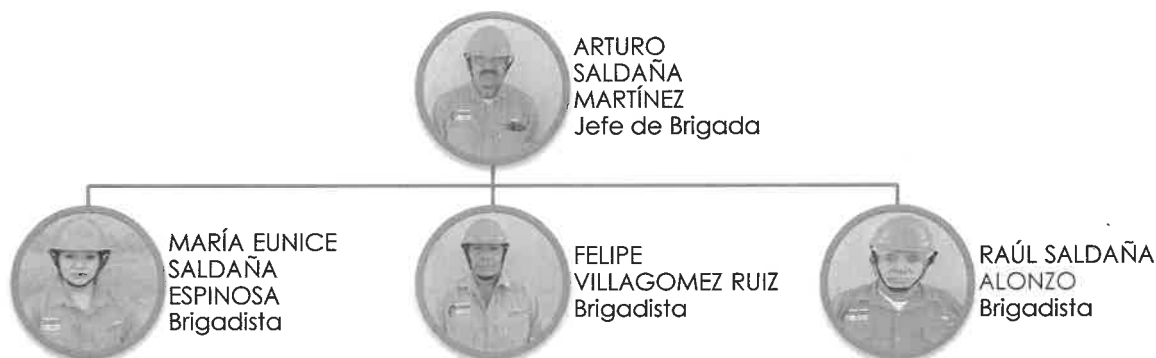 ARTURO
SALDAÑA
MARTÍNEZ
Jefe de Brigada
MARÍA EUNICE
SALDAÑA
ESPINOSA
Brigadista
FELIPE
VILLAGOMEZ RUIZ
Brigadista
RAÚL SALDAÑA
ALONZO
Brigadista